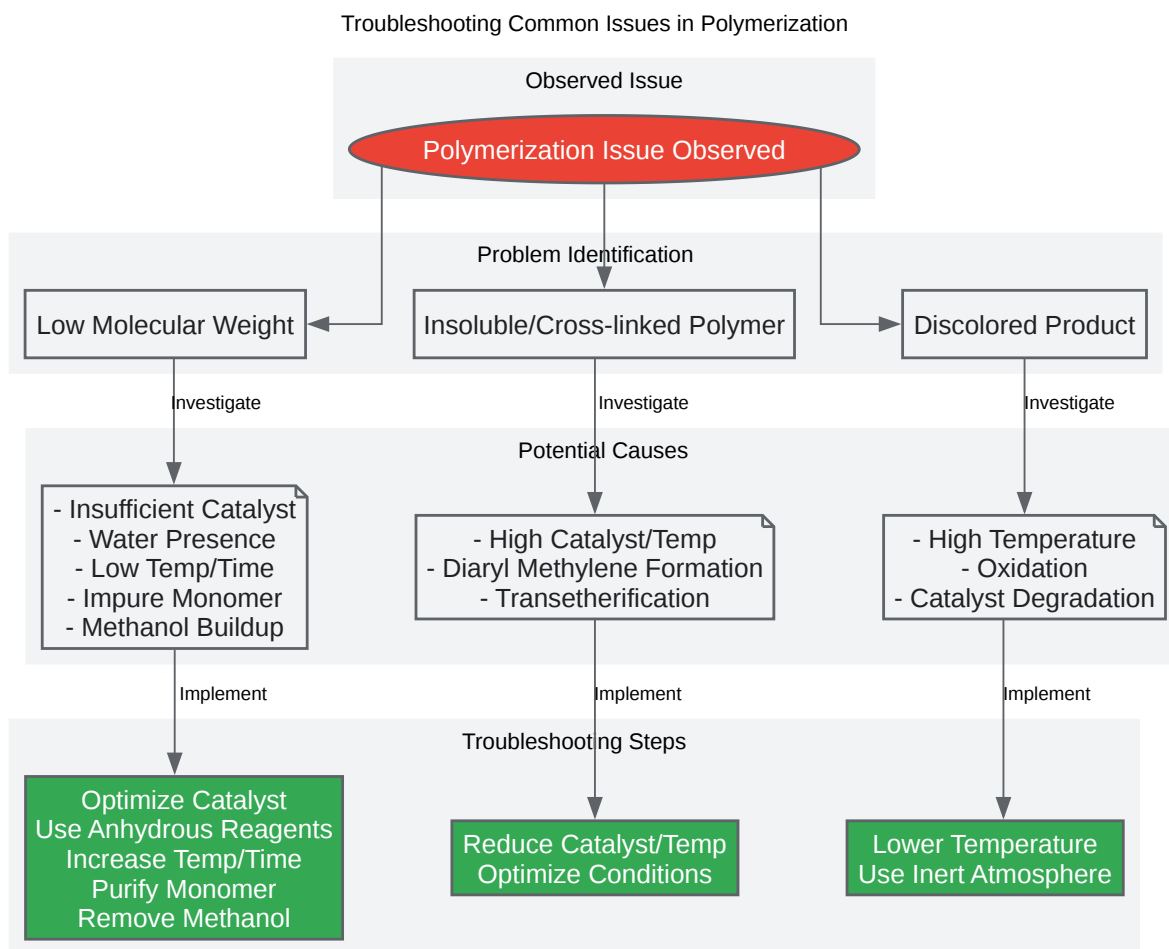 Troubleshooting Common Issues in Polymerization
Observed Issue
Polymerization Issue Observed
Problem Identification
Low Molecular Weight
Insoluble/Cross-linked Polymer
Discolored Product
Investigate
Investigate
Investigate
Potential Causes
- Insufficient Catalyst
- Water Presence
- Low Temp/Time
- Impure Monomer
- Methanol Buildup
- High Catalyst/Temp
- Diaryl Methylene Formation
- Transetherification
- High Temperature
- Oxidation
- Catalyst Degradation
Implement
Implement
Implement
Troubleshooting Steps
Optimize Catalyst
Use Anhydrous Reagents
Increase Temp/Time
Purify Monomer
Remove Methanol
Reduce Catalyst/Temp
Optimize Conditions
Lower Temperature
Use Inert Atmosphere